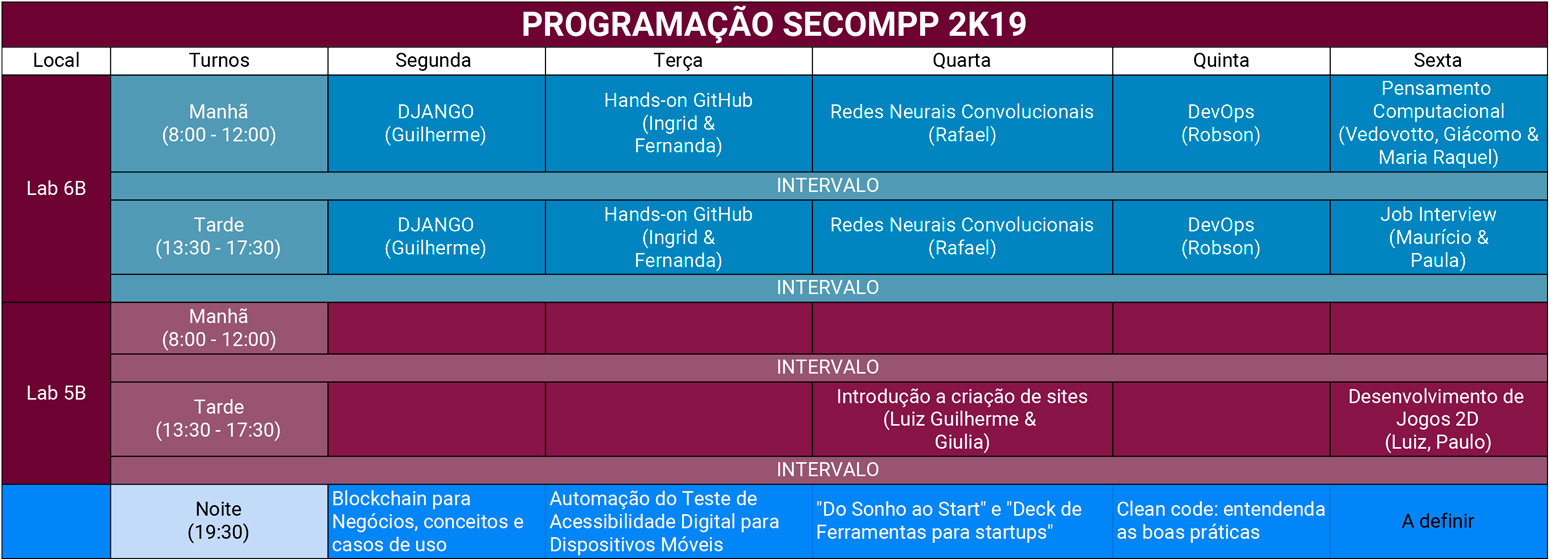 PROGRAMAÇÃO SECOMPP 2K19
Local Turnos Segunda Terça Quarta Quinta Sexta
Lab 6B
Manhã
(8:00 - 12:00)
DJANGO
(Guilherme)
Hands-on GitHub
(Ingrid &
Fernanda)
Redes Neurais Convolucionais
(Rafael)
DevOps
(Robson)
Pensamento
Computacional
(Vedovotto, Giácomo &
Maria Raquel)
INTERVALO
Tarde
(13:30 - 17:30)
DJANGO
(Guilherme)
Hands-on GitHub
(Ingrid &
Fernanda)
Redes Neurais Convolucionais
(Rafael)
DevOps
(Robson)
Job Interview
(Maurício &
Paula)
INTERVALO
Lab 5B
Manhã
(8:00 - 12:00)
INTERVALO
Tarde
(13:30 - 17:30)
Introdução a criação de sites
(Luiz Guilherme &
Giulia)
Desenvolvimento de
Jogos 2D
(Luiz, Paulo)
INTERVALO
Noite
(19:30)
Blockchain para
Negócios, conceitos e
casos de uso
Automação do Teste de
Acessibilidade Digital para
Dispositivos Móveis
"Do Sonho ao Start" e "Deck de
Ferramentas para startups"
Clean code: entendenda
as boas práticas
A definir